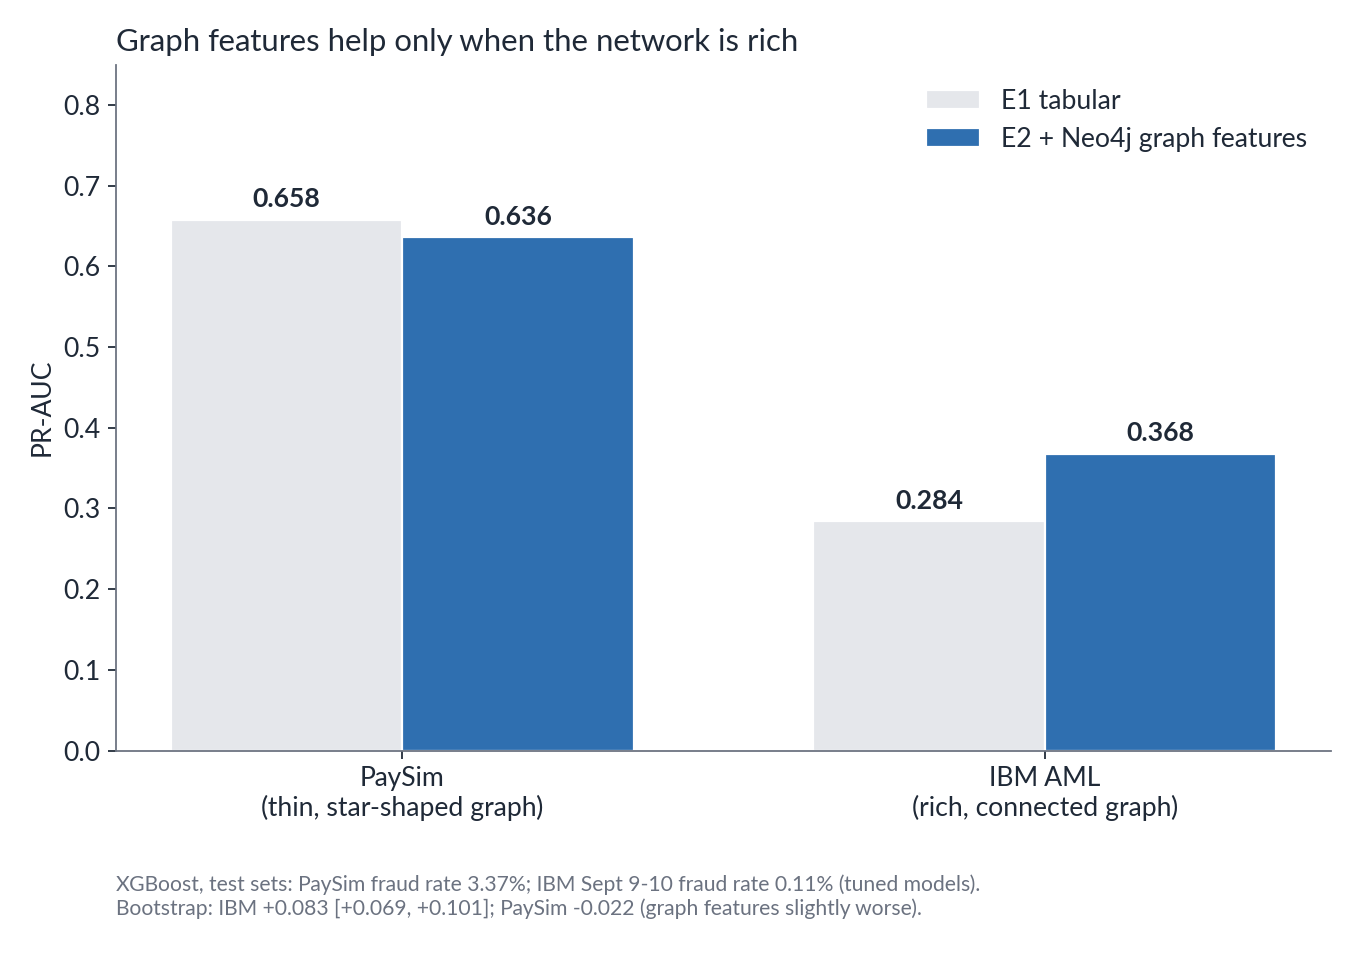 Graph features help only when the network is rich
E1 tabular
E2 + Neo4j graph features
PR-AUC
0.8
0.7
0.6
0.5
0.4
0.3
0.2
0.1
0.0
0.658
0.636
0.284
0.368
PaySim
(thin, star-shaped graph)
IBM AML
(rich, connected graph)
XGBoost, test sets: PaySim fraud rate 3.37%; IBM Sept 9-10 fraud rate 0.11% (tuned models).
Bootstrap: IBM +0.083 [+0.069, +0.101]; PaySim -0.022 (graph features slightly worse).